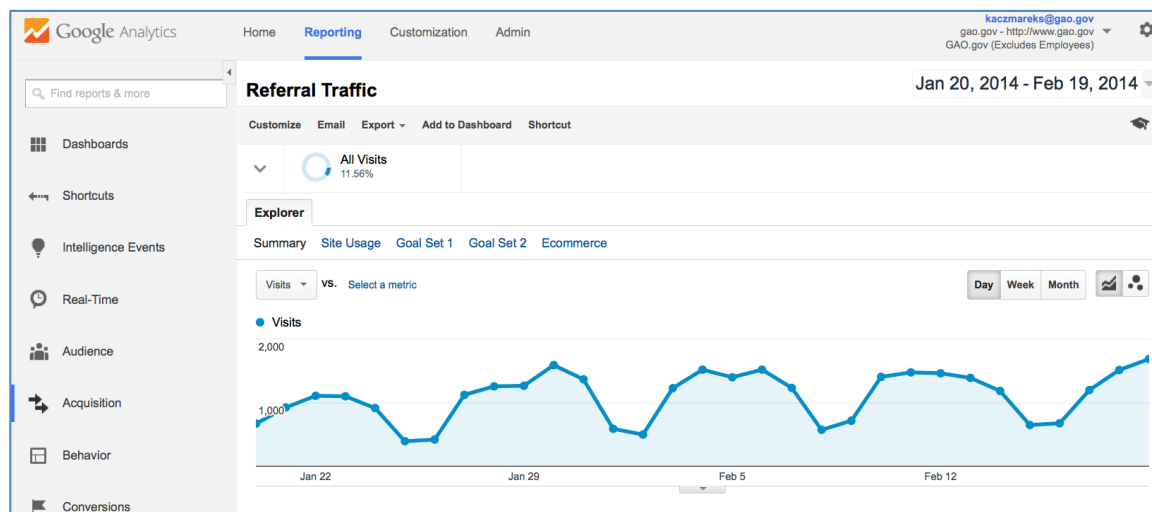 Google Analytics
Home Reporting Customization Admin
kaczmareks@gao.gov
gao.gov - http://www.gao.gov
GAO.gov (Excludes Employees)
Find reports & more
Dashboards
Shortcuts
Intelligence Events
Real-Time
Audience
Acquisition
Behavior
Conversions
Referral Traffic
Jan 20, 2014 - Feb 19, 2014
Customize Email Export Add to Dashboard Shortcut
All Visits
11.56%
Explorer
Summary Site Usage Goal Set 1 Goal Set 2 Ecommerce
Visits VS. Select a metric
Day Week Month
Visits
2,000
1,000
Jan 22 Jan 29 Feb 5 Feb 12